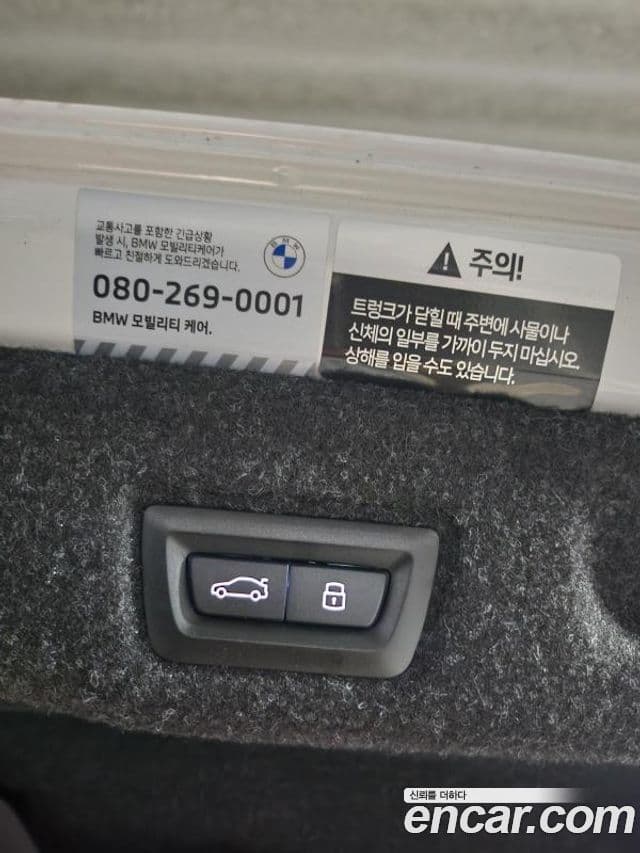 교통사고를 포함한 긴급상황
발생 시, BMW 모빌리티케어가
빠르고 친절하게 도와드리겠습니다.
BMW
080-269-0001
BMW 모빌리티 케어.
주의!
트렁크가 닫힐 때 주변에 사물이나
신체의 일부를 가까이 두지 마십시오.
상해를 입을 수도 있습니다.
신뢰를 더하다
encar.com